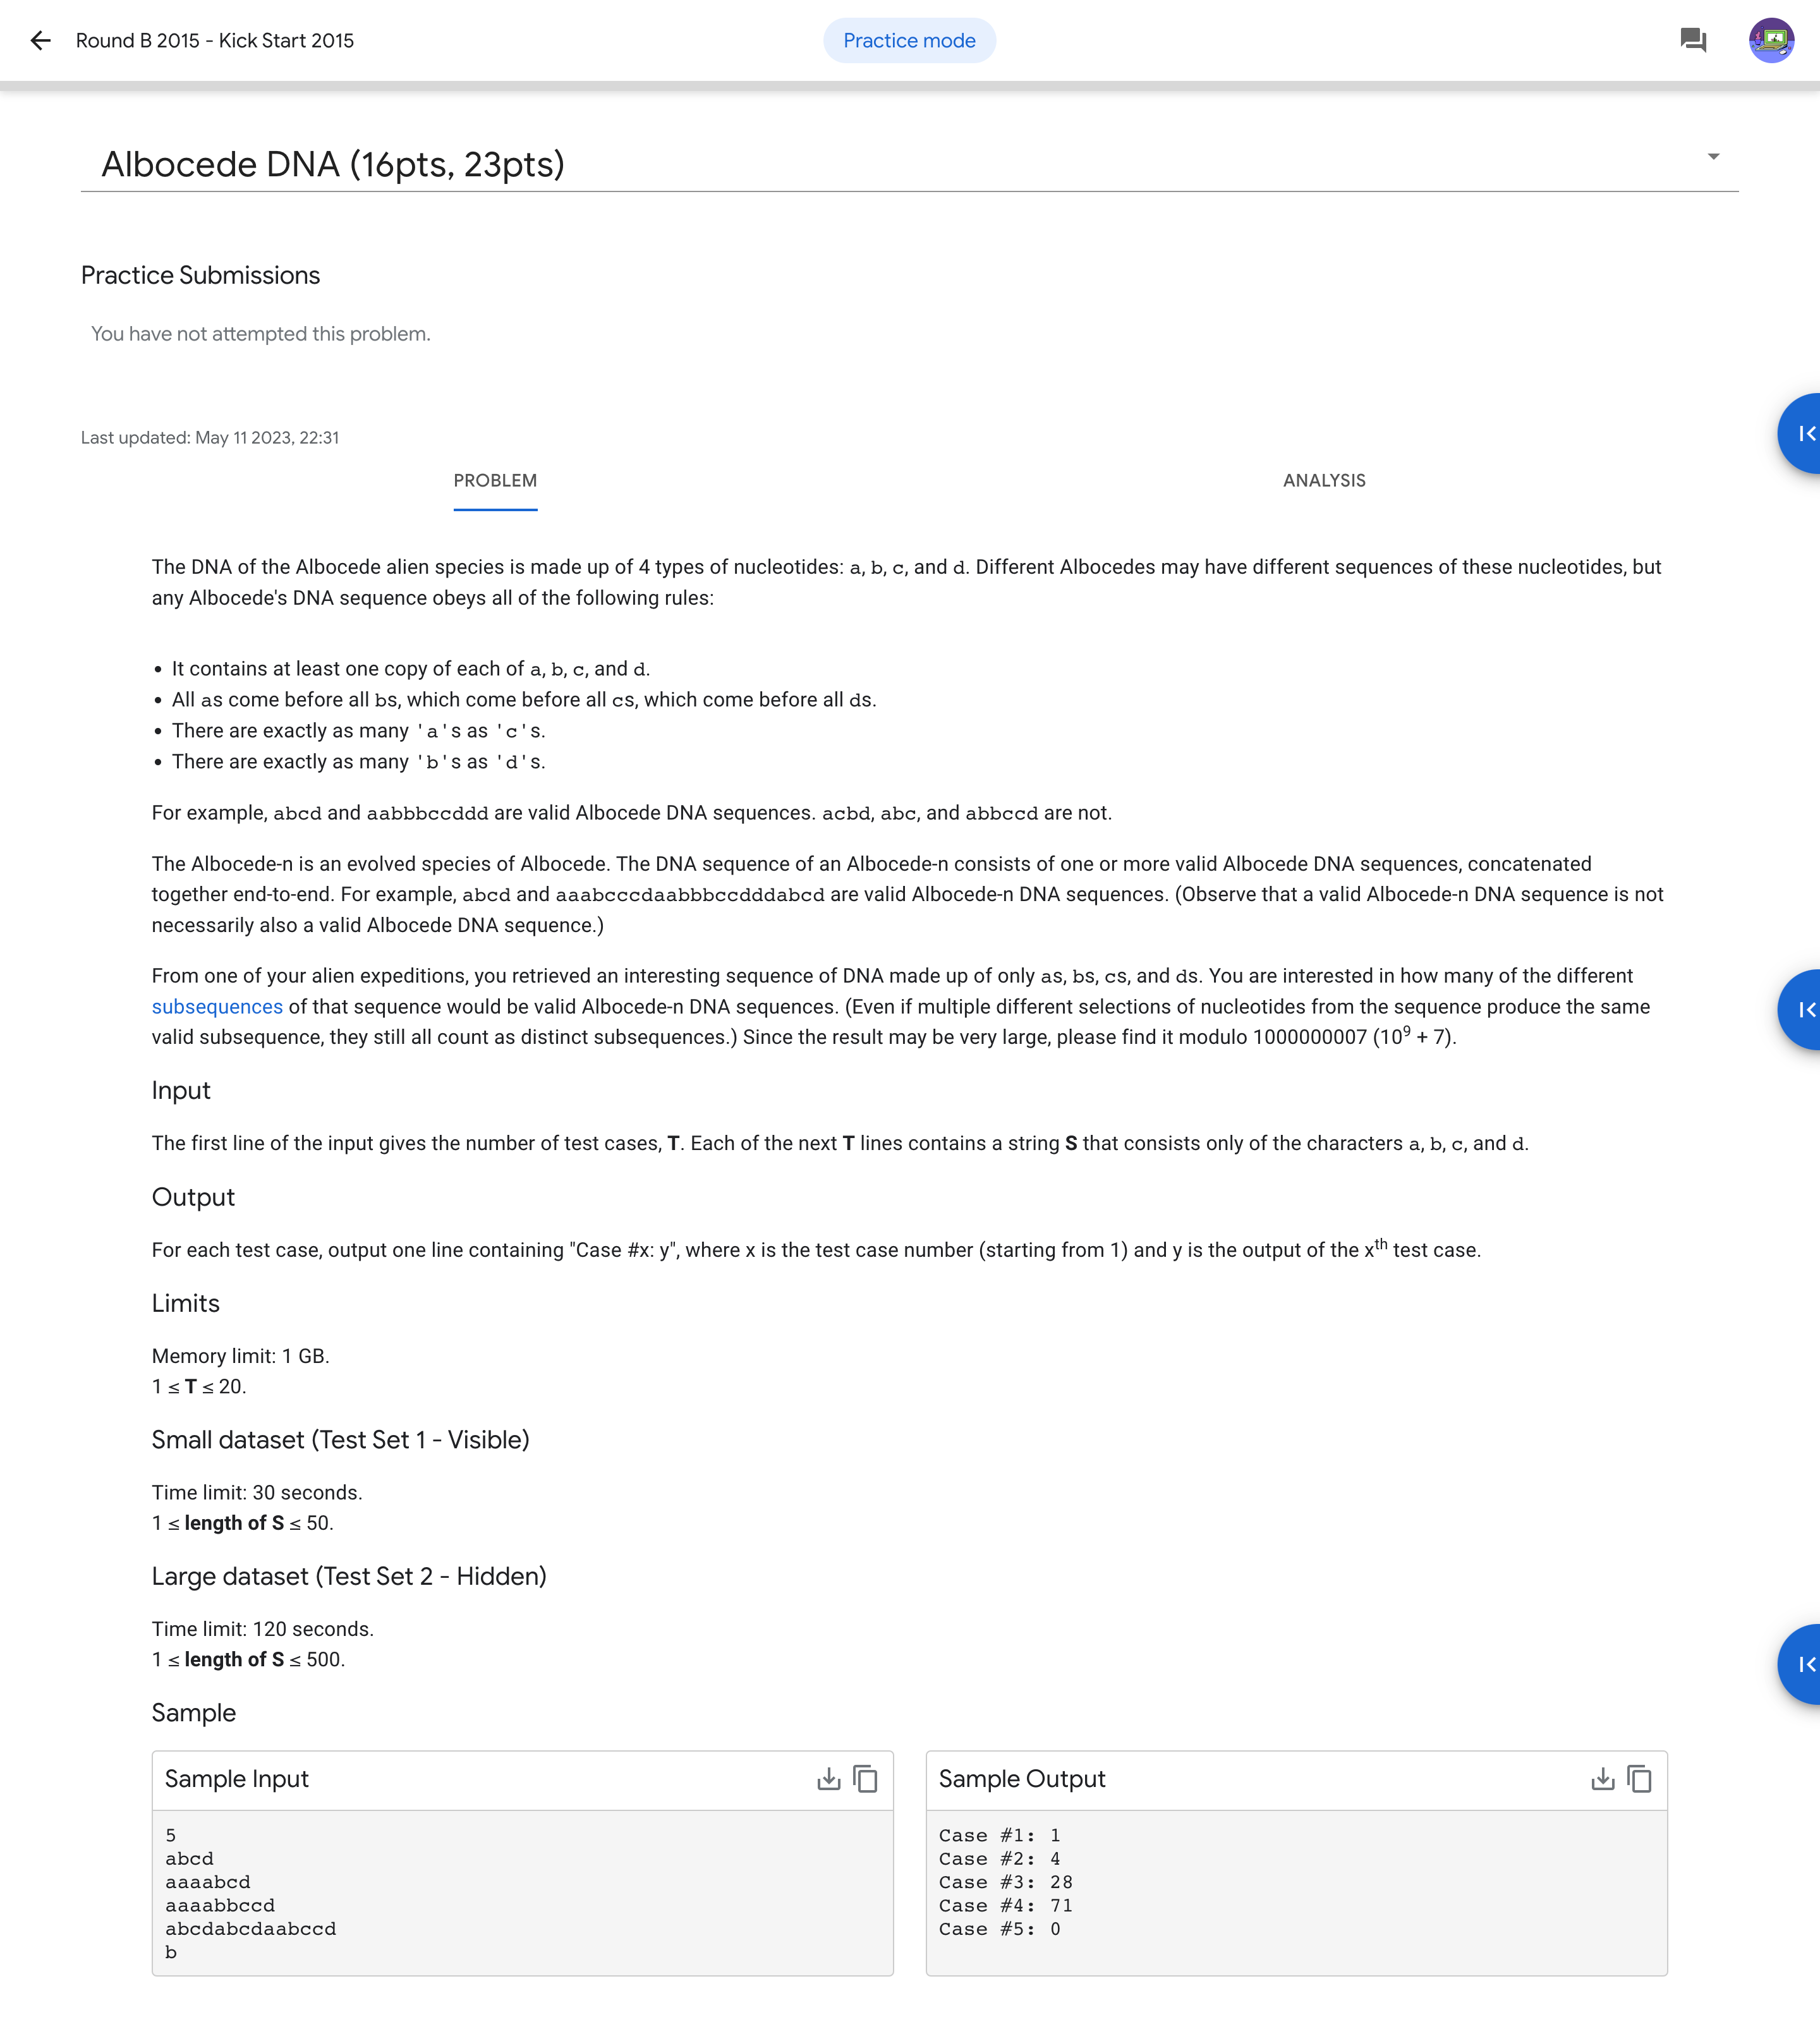 Round B 2015 - Kick Start 2015
Practice mode
Albocede DNA (16pts, 23pts)
Practice Submissions
You have not attempted this problem.
Last updated: May 11 2023, 22:31
PROBLEM
ANALYSIS
The DNA of the Albocede alien species is made up of 4 types of nucleotides: a, b, c, and d. Different Albocedes may have different sequences of these nucleotides, but
any Albocede's DNA sequence obeys all of the following rules:
• It contains at least one copy of each of a, b, c, and d.
• All as come before all bs, which come before all cs, which come before all ds.
• There are exactly as many 'a's as 'c's.
• There are exactly as many 'b's as 'd's.
For example, abcd and aabbbccddd are valid Albocede DNA sequences. acbd, abc, and abbccd are not.
The Albocede-n is an evolved species of Albocede. The DNA sequence of an Albocede-n consists of one or more valid Albocede DNA sequences, concatenated
together end-to-end. For example, abcd and aaabcccdaabbbccdddabcd are valid Albocede-n DNA sequences. (Observe that a valid Albocede-n DNA sequence is not
necessarily also a valid Albocede DNA sequence.)
From one of your alien expeditions, you retrieved an interesting sequence of DNA made up of only as, bs, cs, and ds. You are interested in how many of the different
subsequences of that sequence would be valid Albocede-n DNA sequences. (Even if multiple different selections of nucleotides from the sequence produce the same
valid subsequence, they still all count as distinct subsequences.) Since the result may be very large, please find it modulo 1000000007 (10⁹ + 7).
Input
The first line of the input gives the number of test cases, T. Each of the next T lines contains a string S that consists only of the characters a, b, c, and d.
Output
For each test case, output one line containing "Case #x: y", where x is the test case number (starting from 1) and y is the output of the xᵗʰ test case.
Limits
Memory limit: 1 GB.
1 ≤ T ≤ 20.
Small dataset (Test Set 1 - Visible)
Time limit: 30 seconds.
1 ≤ length of S ≤ 50.
Large dataset (Test Set 2 - Hidden)
Time limit: 120 seconds.
1 ≤ length of S ≤ 500.
Sample
Sample Input
5
abcd
aaaabcd
aaaabbccd
abcdabcdaabccd
b
Sample Output
Case #1: 1
Case #2: 4
Case #3: 28
Case #4: 71
Case #5: 0